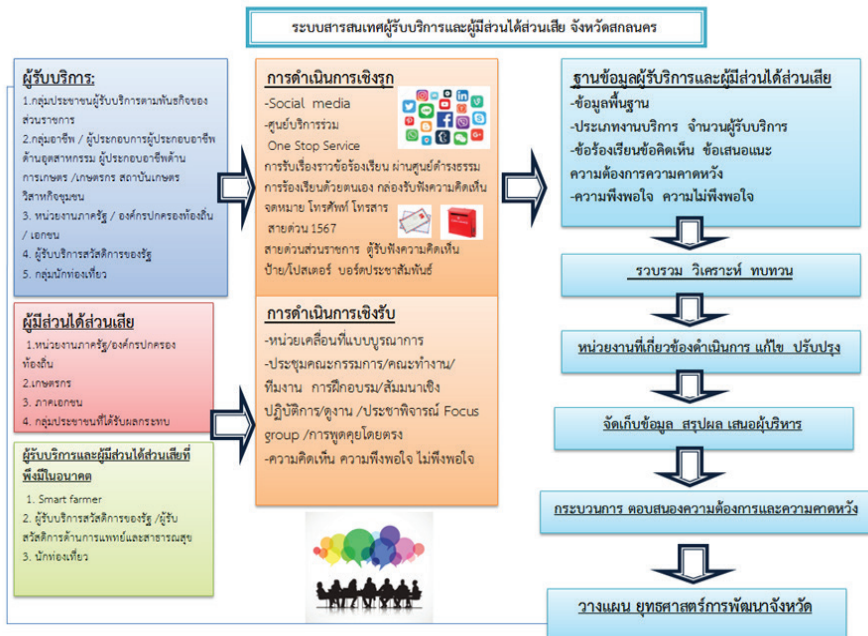 ระบบสารสนเทศผู้รับบริการและผู้มีส่วนได้ส่วนเสีย จังหวัดสกลนคร
ผู้รับบริการ:
1.กลุ่มประชาชนผู้รับบริการตามพันธกิจของ
ส่วนราชการ
2.กลุ่มอาชีพ / ผู้ประกอบการผู้ประกอบอาชีพ
ด้านอุตสาหกรรม ผู้ประกอบอาชีพด้าน
การเกษตร /เกษตรกร สถาบันเกษตร
วิสาหกิจชุมชน
3. หน่วยงานภาครัฐ / องค์กรปกครองท้องถิ่น
/ เอกชน
4. ผู้รับบริการสวัสดิการของรัฐ
5. กลุ่มนักท่องเที่ยว
ผู้มีส่วนได้ส่วนเสีย
1.หน่วยงานภาครัฐ/องค์กรปกครอง
ท้องถิ่น
2.เกษตรกร
3. ภาคเอกชน
4. กลุ่มประชาชนที่ได้รับผลกระทบ
ผู้รับบริการและผู้มีส่วนได้ส่วนเสียที่
พึงมีในอนาคต
1. Smart farmer
2. ผู้รับบริการสวัสดิการของรัฐ /ผู้รับ
สวัสดิการด้านการแพทย์และสาธารณสุข
3. นักท่องเที่ยว
การดำเนินการเชิงรุก
-Social media
-ศูนย์บริการร่วม
One Stop Service
การรับเรื่องราวข้อร้องเรียน ผ่านศูนย์ดำรงธรรม
การร้องเรียนด้วยตนเอง กล่องรับฟังความคิดเห็น
จดหมาย โทรศัพท์ โทรสาร
สายด่วน 1567
สายด่วนส่วนราชการ ตู้รับฟังความคิดเห็น
ป้าย/โปสเตอร์ บอร์ดประชาสัมพันธ์
การดำเนินการเชิงรับ
-หน่วยเคลื่อนที่แบบบูรณาการ
-ประชุมคณะกรรมการ/คณะทำงาน/
ทีมงาน การฝึกอบรม/สัมมนาเชิง
ปฏิบัติการ/ดูงาน /ประชาพิจารณ์ Focus
group /การพูดคุยโดยตรง
-ความคิดเห็น ความพึงพอใจ ไม่พึงพอใจ
ฐานข้อมูลผู้รับริการและผู้มีส่วนได้ส่วนเสีย
-ข้อมูลพื้นฐาน
-ประเภทงานบริการ จำนวนผู้รับบริการ
-ข้อร้องเรียนข้อคิดเห็น ข้อเสนอแนะ
ความต้องการความคาดหวัง
-ความพึงพอใจ ความไม่พึงพอใจ
รวบรวม วิเคราะห์ ทบทวน
หน่วยงานที่เกี่ยวข้องดำเนินการ แก้ไข ปรับปรุง
จัดเก็บข้อมูล สรุปผล เสนอผู้บริหาร
กระบวนการ ตอบสนองความต้องการและความคาดหวัง
วางแผน ยุทธศาสตร์การพัฒนาจังหวัด